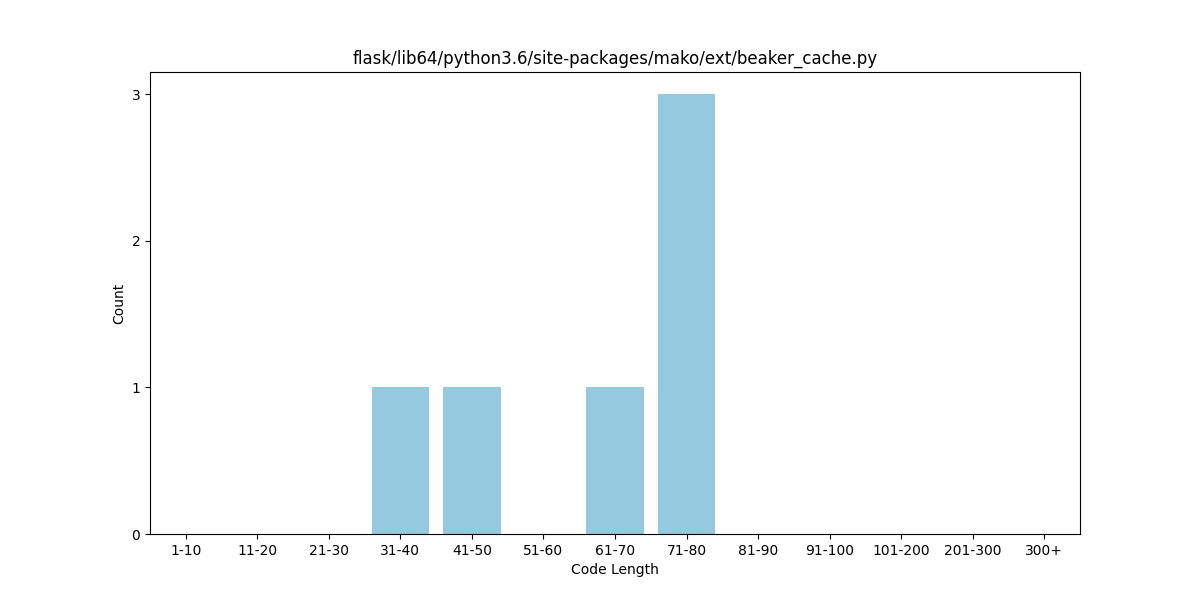 flask/lib64/python3.6/site-packages/mako/ext/beaker_cache.py
3
2
1
0
Count
1-10 11-20 21-30 31-40 41-50 51-60 61-70 71-80 81-90 91-100 101-200 201-300 300+
Code Length